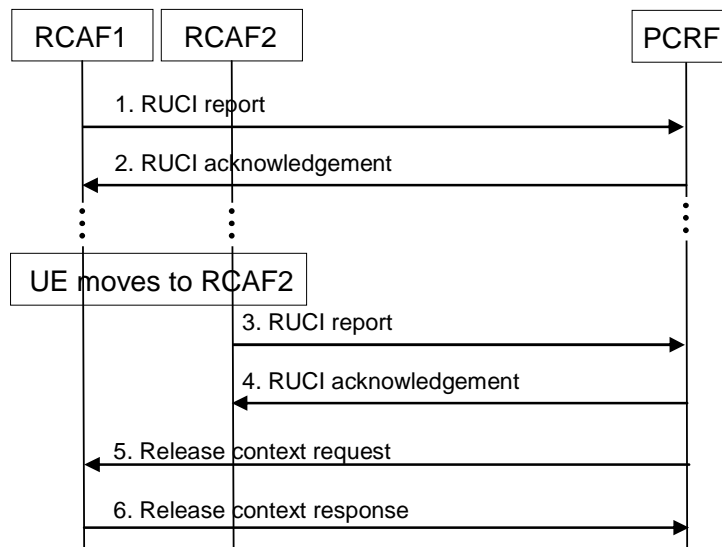 RCAF1
RCAF2
PCRF
1. RUCI report
2. RUCI acknowledgement
UE moves to RCAF2
3. RUCI report
4. RUCI acknowledgement
5. Release context request
6. Release context response